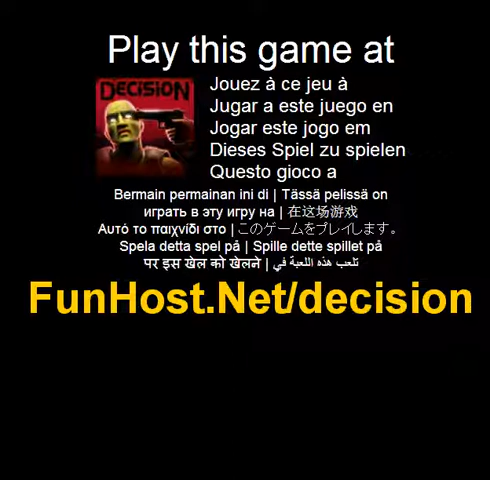 Play this game at
DECISION
Jouez à ce jeu à
Jugar a este juego en
Jogar este jogo em
Dieses Spiel zu spielen
Questo gioco a
Bermain permainan ini di | Tässä pelissä on
играть в эту игру на | 在这场游戏
Αυτό το παιχνίδι στο | このゲームをプレイします。
Spela detta spel på | Spille dette spillet på
पर इस खेल को खेलने | تلعب هذه اللعبة في
FunHost.Net/decision